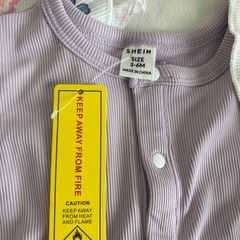 SHEIN
SIZE
3-6M
MADE IN CHINA
KEEP AWAY FROM FIRE
CAUTION
KEEP AWAY
FROM HEAT
AND FLAME